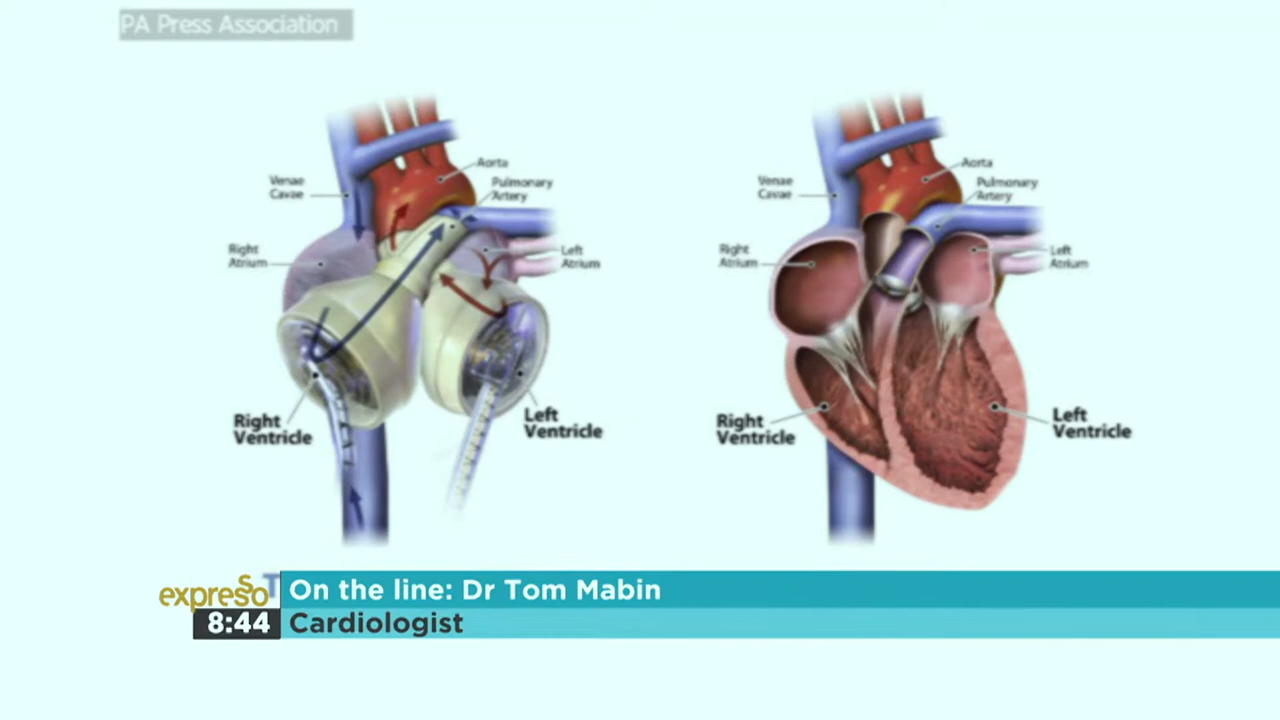 PA Press Association
Aorta
Venae
Cavae
Pulmonary
Artery
Right
Atrium
Left
Atrium
Right
Ventricle
Left
Ventricle
Aorta
Venae
Cavae
Pulmonary
Artery
Right
Atrium
Left
Atrium
Right
Ventricle
Left
Ventricle
expresso T
On the line: Dr Tom Mabin
8:44
Cardiologist